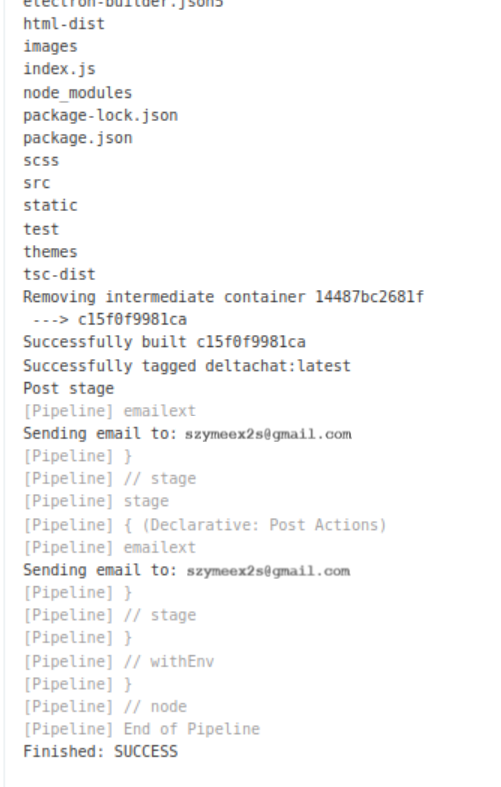 electron-builder.json5
html-dist
images
index.js
node_modules
package-lock.json
package.json
scss
src
static
test
themes
tsc-dist
Removing intermediate container 14487bc2681f
 ---> c15f0f9981ca
Successfully built c15f0f9981ca
Successfully tagged deltachat:latest
Post stage
[Pipeline] emailext
Sending email to: szymeex2s@gmail.com
[Pipeline] }
[Pipeline] // stage
[Pipeline] stage
[Pipeline] { (Declarative: Post Actions)
[Pipeline] emailext
Sending email to: szymeex2s@gmail.com
[Pipeline] }
[Pipeline] // stage
[Pipeline] }
[Pipeline] // withEnv
[Pipeline] }
[Pipeline] // node
[Pipeline] End of Pipeline
Finished: SUCCESS